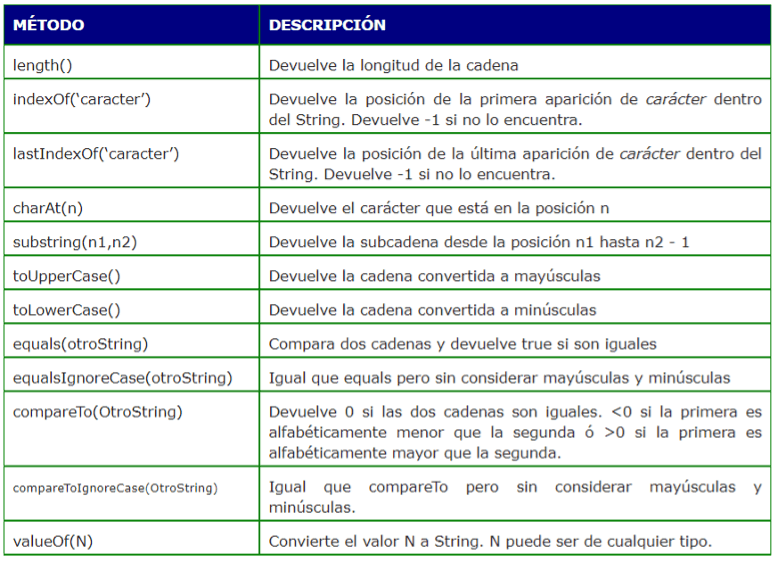 MÉTODO DESCRIPCIÓN
length() Devuelve la longitud de la cadena
indexOf(‘caracter’) Devuelve la posición de la primera aparición de carácter dentro
del String. Devuelve -1 si no lo encuentra.
lastIndexOf(‘caracter’) Devuelve la posición de la última aparición de carácter dentro del
String. Devuelve -1 si no lo encuentra.
charAt(n) Devuelve el carácter que está en la posición n
substring(n1,n2) Devuelve la subcadena desde la posición n1 hasta n2 - 1
toUpperCase() Devuelve la cadena convertida a mayúsculas
toLowerCase() Devuelve la cadena convertida a minúsculas
equals(otroString) Compara dos cadenas y devuelve true si son iguales
equalsIgnoreCase(otroString) Igual que equals pero sin considerar mayúsculas y minúsculas
compareTo(OtroString) Devuelve 0 si las dos cadenas son iguales. <0 si la primera es
alfabéticamente menor que la segunda ó >0 si la primera es
alfabéticamente mayor que la segunda.
compareToIgnoreCase(OtroString) Igual que compareTo pero sin considerar mayúsculas y
minúsculas.
valueOf(N) Convierte el valor N a String. N puede ser de cualquier tipo.